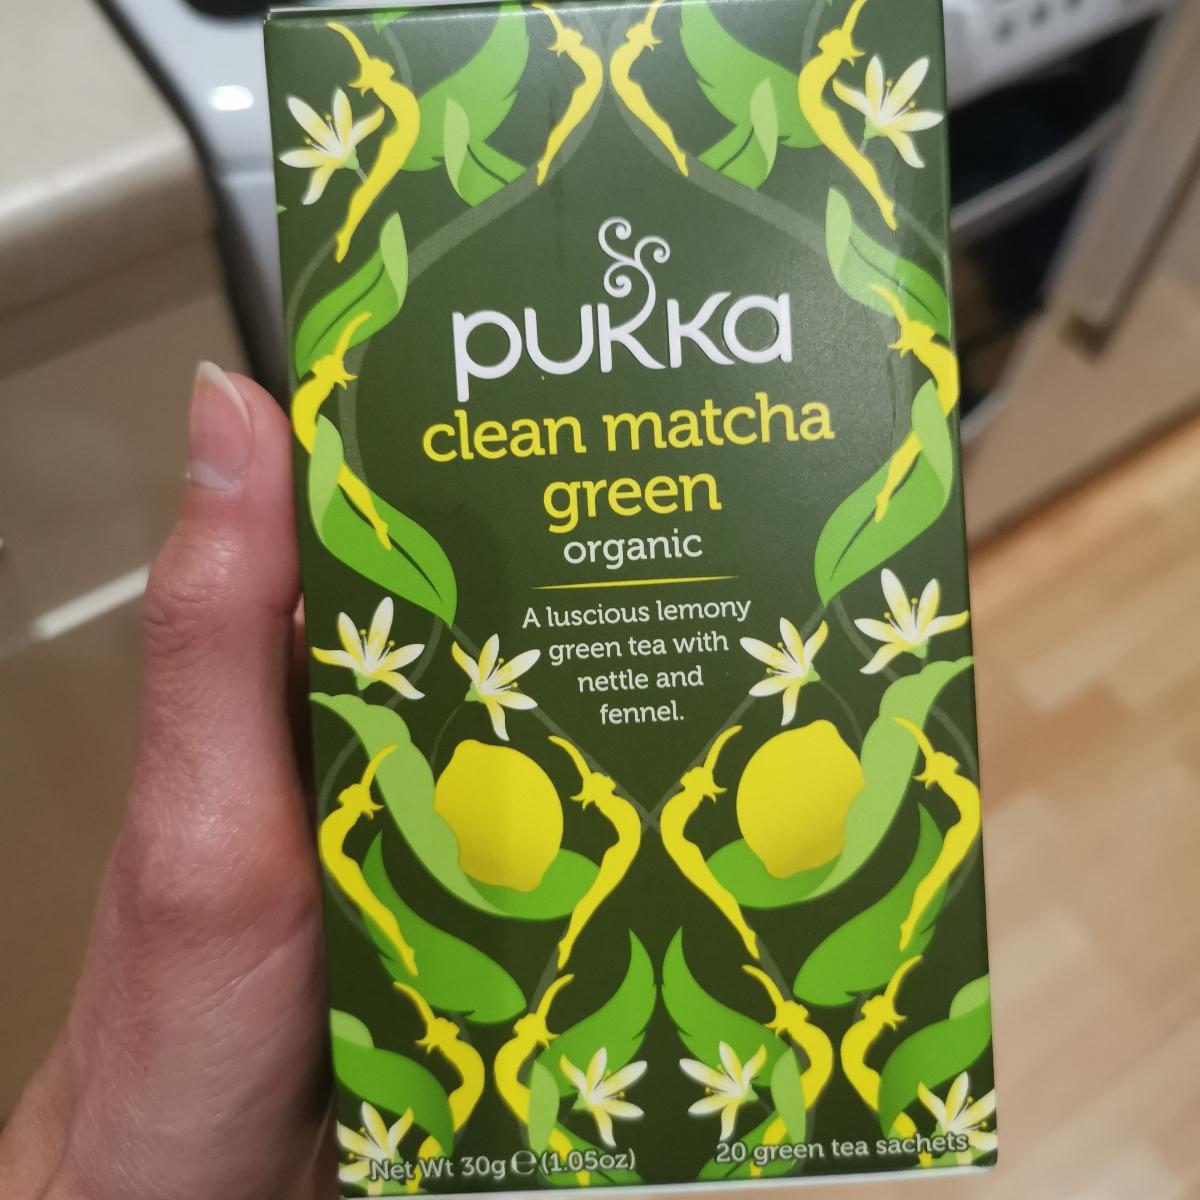 pukka
clean matcha
green
organic
A luscious lemony
green tea with
nettle and
fennel.
Net Wt 30g ℮ (1.05oz)
20 green tea sachets